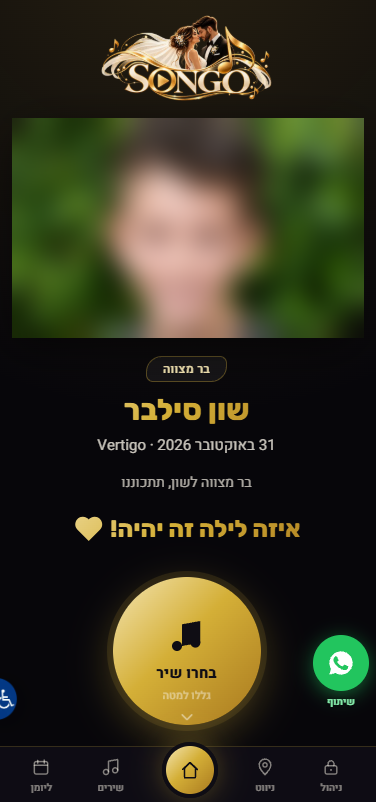 SONGO
בר מצווה
שון סילבר
31 באוקטובר 2026 · Vertigo
בר מצווה לשון, תתכוננו
איזה לילה זה יהיה!
בחרו שיר
גללו למטה
שיתוף
ניהול
ניווט
שירים
ליומן